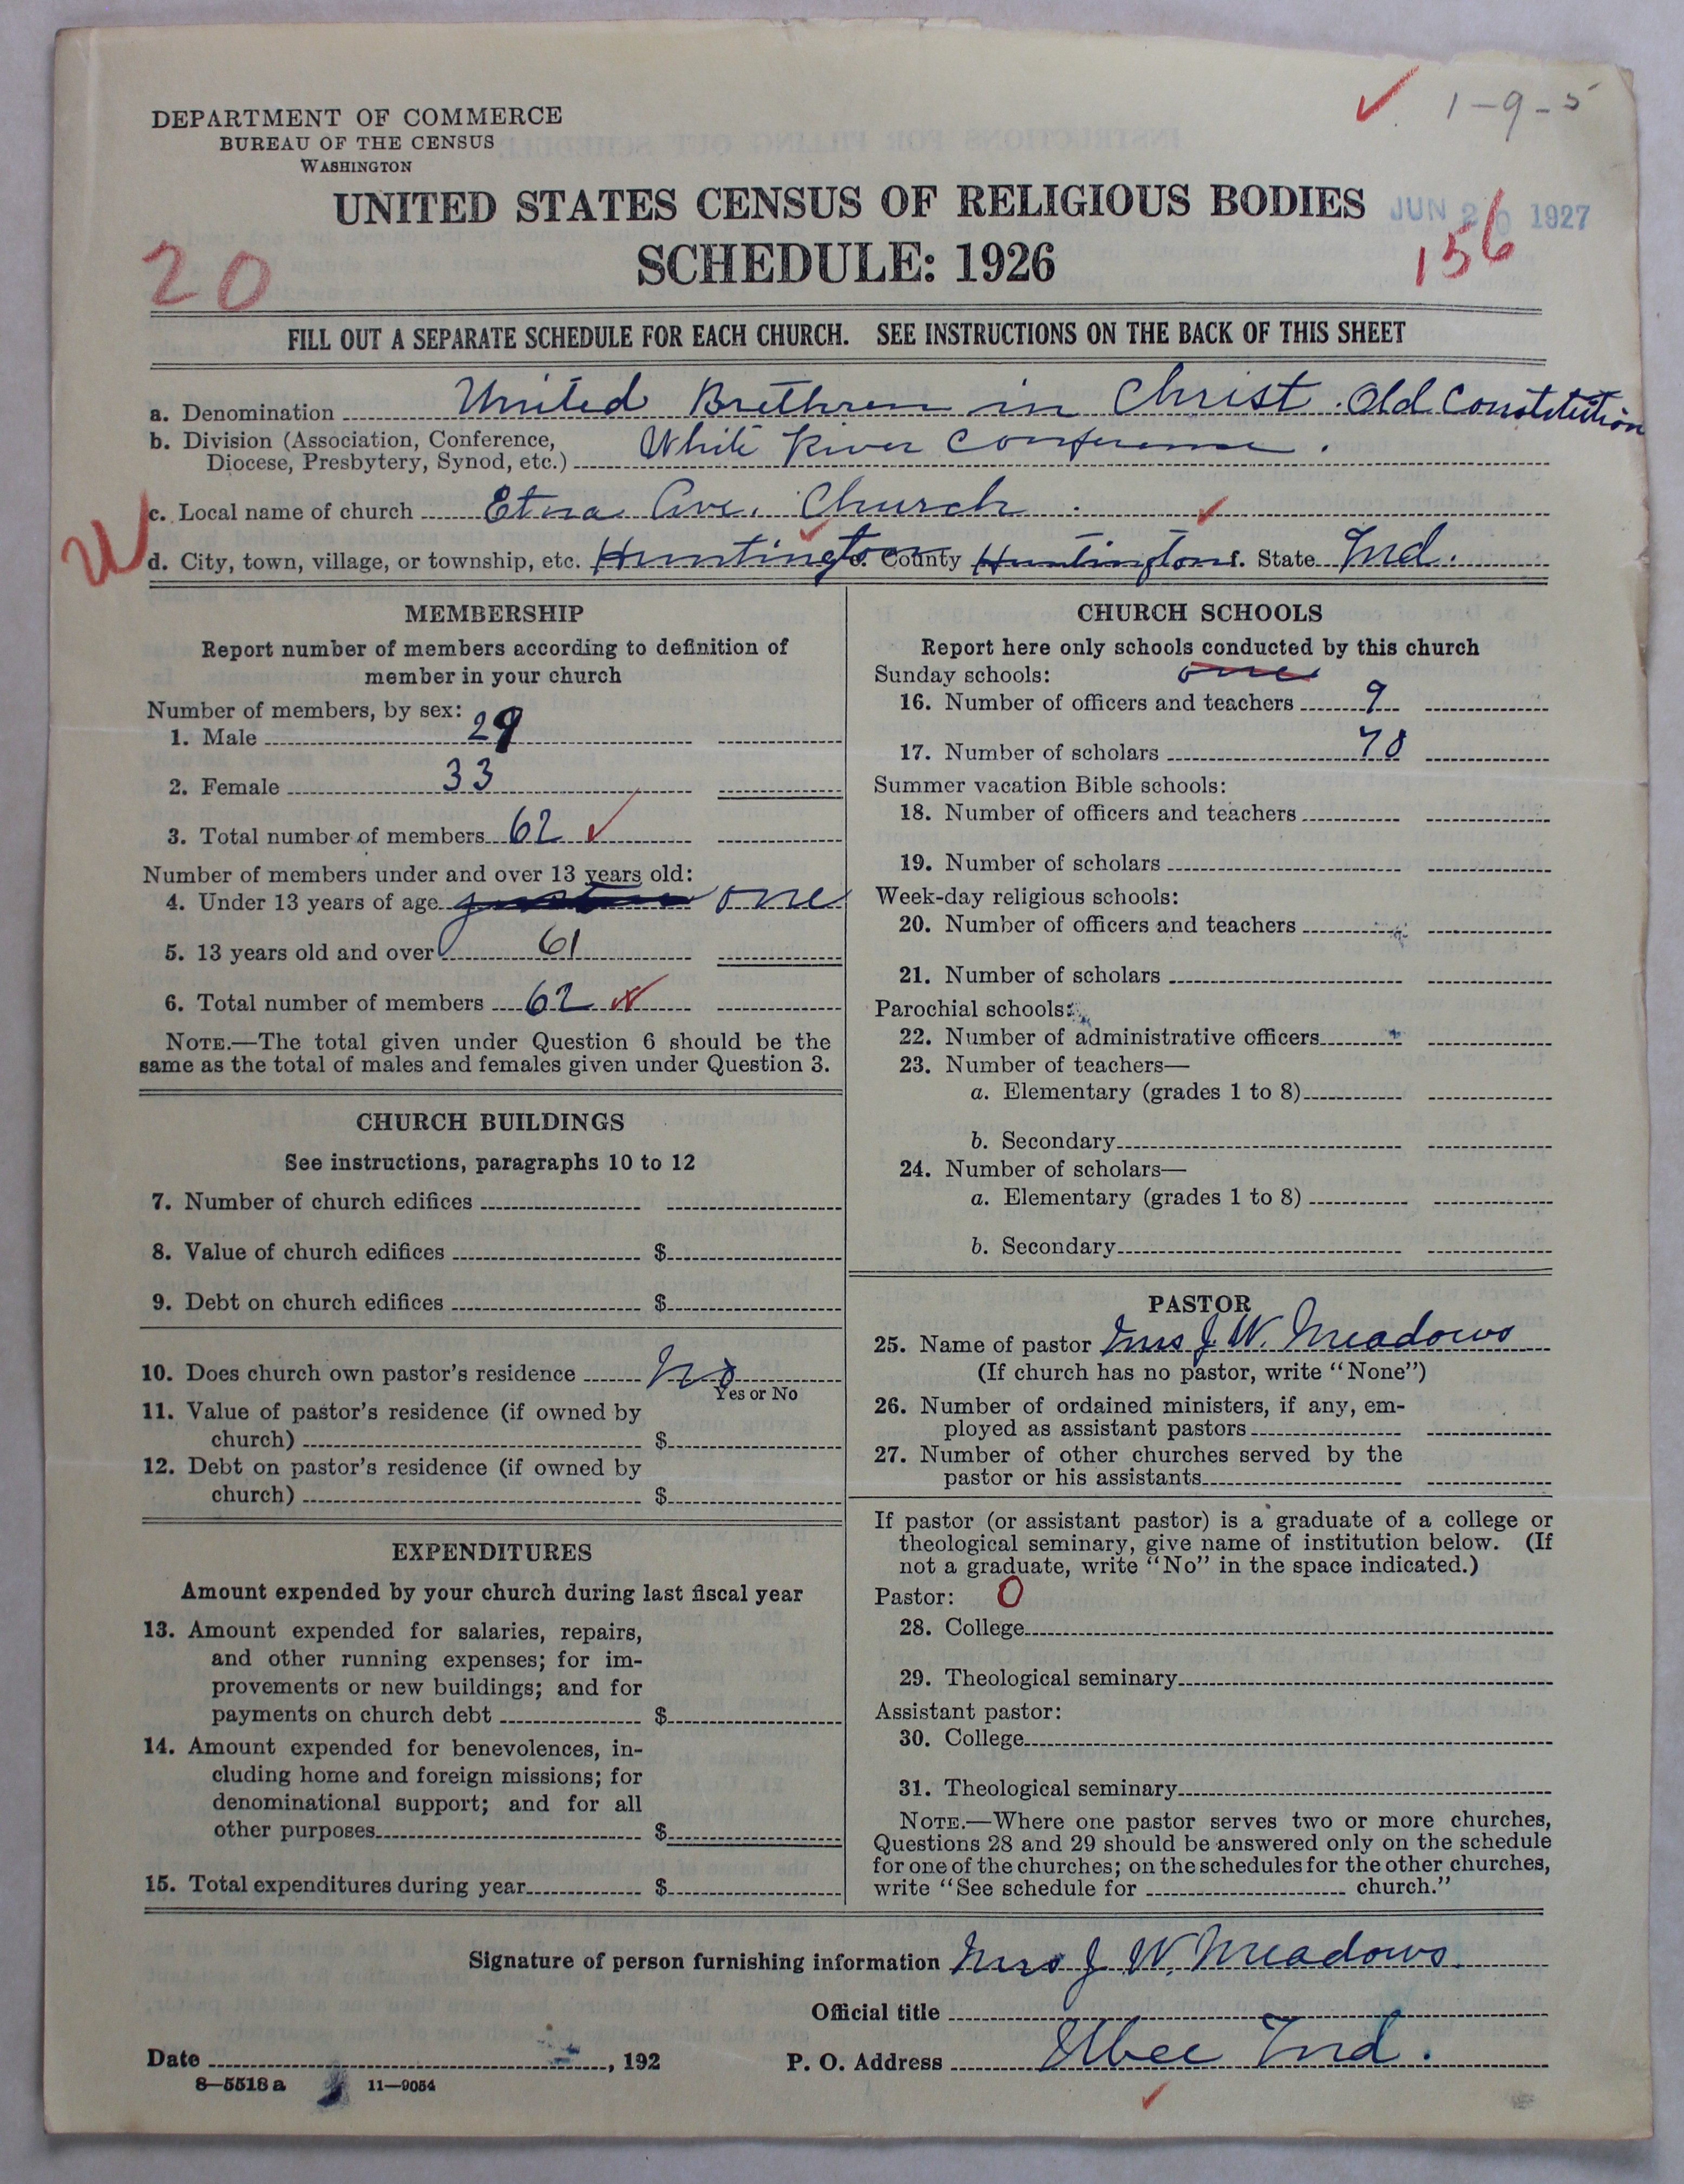 DEPARTMENT OF COMMERCE
BUREAU OF THE CENSUS
WASHINGTON
1-9-5
UNITED STATES CENSUS OF RELIGIOUS BODIES
JUN 20 1927
SCHEDULE: 1926
20
156
FILL OUT A SEPARATE SCHEDULE FOR EACH CHURCH. SEE INSTRUCTIONS ON THE BACK OF THIS SHEET
a. Denomination United Brethren in Christ. Old Constitution
b. Division (Association, Conference,
Diocese, Presbytery, Synod, etc.) White River Conference.
c. Local name of church Etna Ave. Church
U
d. City, town, village, or township, etc. Huntington e. County Huntington f. State Ind.
MEMBERSHIP
Report number of members according to definition of
member in your church
Number of members, by sex:
1. Male 29
2. Female 33
3. Total number of members 62
Number of members under and over 13 years old:
4. Under 13 years of age one
5. 13 years old and over 61
6. Total number of members 62
NOTE.—The total given under Question 6 should be the
same as the total of males and females given under Question 3.
CHURCH BUILDINGS
See instructions, paragraphs 10 to 12
7. Number of church edifices
8. Value of church edifices $
9. Debt on church edifices $
10. Does church own pastor's residence No
Yes or No
11. Value of pastor's residence (if owned by
church) $
12. Debt on pastor's residence (if owned by
church) $
EXPENDITURES
Amount expended by your church during last fiscal year
13. Amount expended for salaries, repairs,
and other running expenses; for im-
provements or new buildings; and for
payments on church debt $
14. Amount expended for benevolences, in-
cluding home and foreign missions; for
denominational support; and for all
other purposes $
15. Total expenditures during year $
CHURCH SCHOOLS
Report here only schools conducted by this church
Sunday schools: one
16. Number of officers and teachers 9
17. Number of scholars 78
Summer vacation Bible schools:
18. Number of officers and teachers
19. Number of scholars
Week-day religious schools:
20. Number of officers and teachers
21. Number of scholars
Parochial schools:
22. Number of administrative officers
23. Number of teachers—
a. Elementary (grades 1 to 8)
b. Secondary
24. Number of scholars—
a. Elementary (grades 1 to 8)
b. Secondary
PASTOR
25. Name of pastor Mrs J. W. Meadows
(If church has no pastor, write "None")
26. Number of ordained ministers, if any, em-
ployed as assistant pastors
27. Number of other churches served by the
pastor or his assistants
If pastor (or assistant pastor) is a graduate of a college or
theological seminary, give name of institution below. (If
not a graduate, write "No" in the space indicated.)
Pastor: 0
28. College
29. Theological seminary
Assistant pastor:
30. College
31. Theological seminary
NOTE.—Where one pastor serves two or more churches,
Questions 28 and 29 should be answered only on the schedule
for one of the churches; on the schedules for the other churches,
write "See schedule for church."
Signature of person furnishing information Mrs J. W. Meadows.
Official title
Date , 192
P. O. Address Ind.
8—5518 a 11—9054